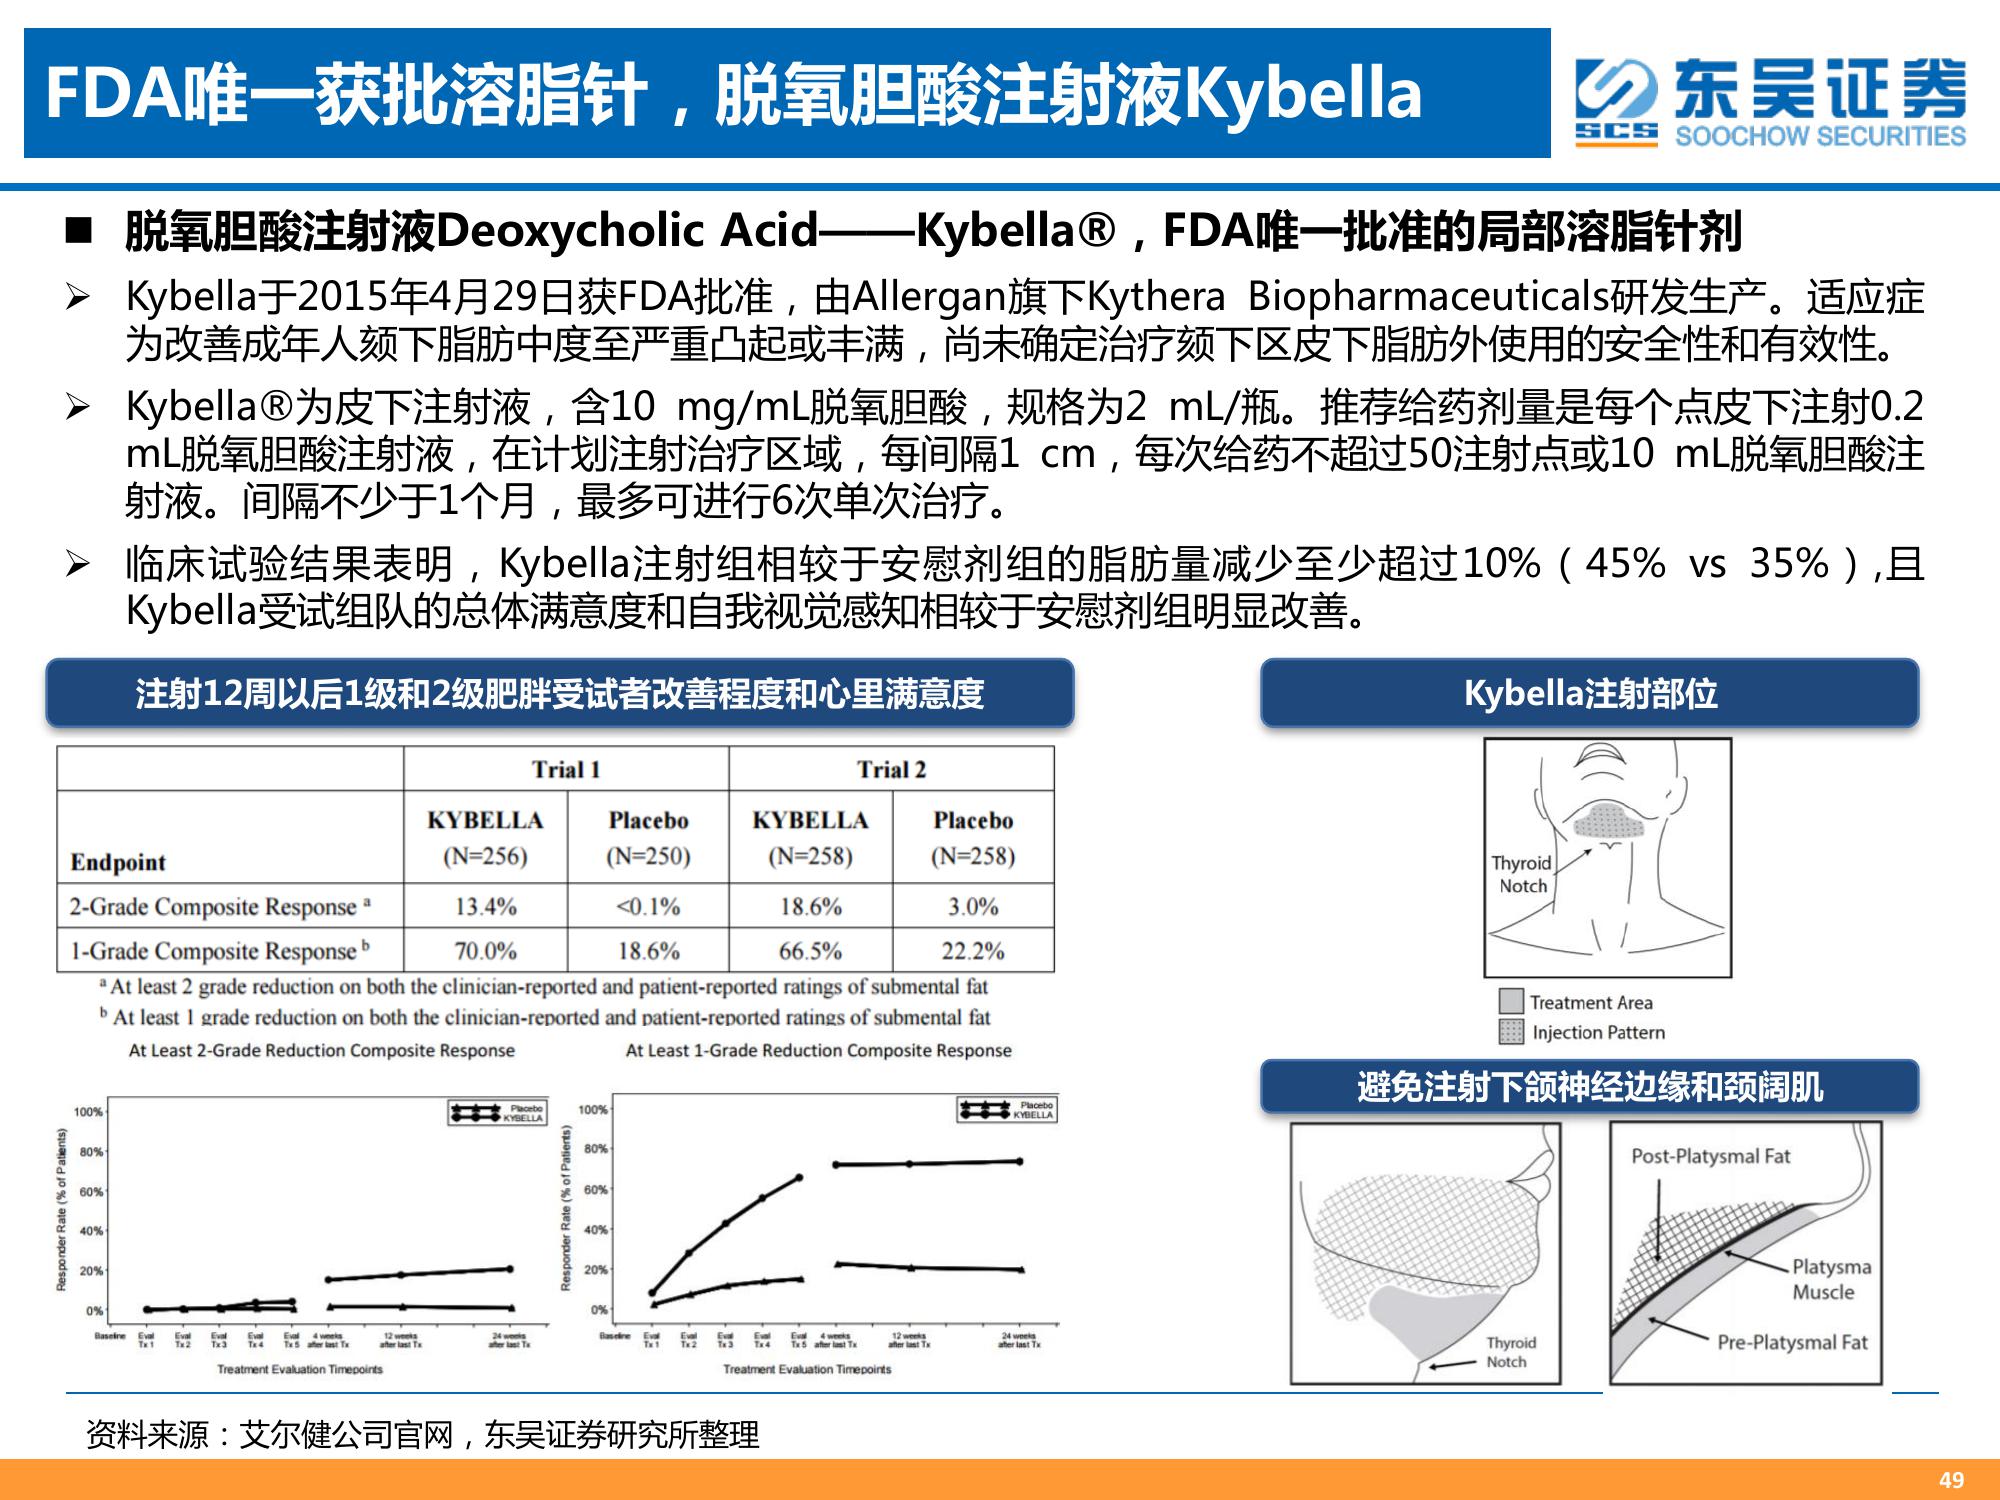 FDA唯一获批溶脂针，脱氧胆酸注射液Kybella
东吴证券
SCS
SOOCHOW SECURITIES
■ 脱氧胆酸注射液Deoxycholic Acid——Kybella®，FDA唯一批准的局部溶脂针剂
Kybella于2015年4月29日获FDA批准，由Allergan旗下Kythera Biopharmaceuticals研发生产。适应症
为改善成年人颏下脂肪中度至严重凸起或丰满，尚未确定治疗颏下区皮下脂肪外使用的安全性和有效性。
Kybella®为皮下注射液，含10 mg/mL脱氧胆酸，规格为2 mL/瓶。推荐给药剂量是每个点皮下注射0.2
mL脱氧胆酸注射液，在计划注射治疗区域，每间隔1 cm，每次给药不超过50注射点或10 mL脱氧胆酸注
射液。间隔不少于1个月，最多可进行6次单次治疗。
临床试验结果表明，Kybella注射组相较于安慰剂组的脂肪量减少至少超过10%（45% vs 35%）,且
Kybella受试组队的总体满意度和自我视觉感知相较于安慰剂组明显改善。
注射12周以后1级和2级肥胖受试者改善程度和心里满意度
Trial 1 Trial 2
Endpoint KYBELLA (N=256) Placebo (N=250) KYBELLA (N=258) Placebo (N=258)
2-Grade Composite Response a 13.4% <0.1% 18.6% 3.0%
1-Grade Composite Response b 70.0% 18.6% 66.5% 22.2%
a At least 2 grade reduction on both the clinician-reported and patient-reported ratings of submental fat
b At least 1 grade reduction on both the clinician-reported and patient-reported ratings of submental fat
At Least 2-Grade Reduction Composite Response
Responder Rate (% of Patients)
100%
80%
60%
40%
20%
0%
Placebo
KYBELLA
Baseline Eval Tx 1 Eval Tx 2 Eval Tx 3 Eval Tx 4 Eval Tx 5 4 weeks after last Tx 12 weeks after last Tx 24 weeks after last Tx
Treatment Evaluation Timepoints
At Least 1-Grade Reduction Composite Response
Responder Rate (% of Patients)
100%
80%
60%
40%
20%
0%
Placebo
KYBELLA
Baseline Eval Tx 1 Eval Tx 2 Eval Tx 3 Eval Tx 4 Eval Tx 5 4 weeks after last Tx 12 weeks after last Tx 24 weeks after last Tx
Treatment Evaluation Timepoints
Kybella注射部位
Thyroid
Notch
Treatment Area
Injection Pattern
避免注射下颌神经边缘和颈阔肌
Thyroid
Notch
Post-Platysmal Fat
Platysma
Muscle
Pre-Platysmal Fat
资料来源：艾尔健公司官网，东吴证券研究所整理
49